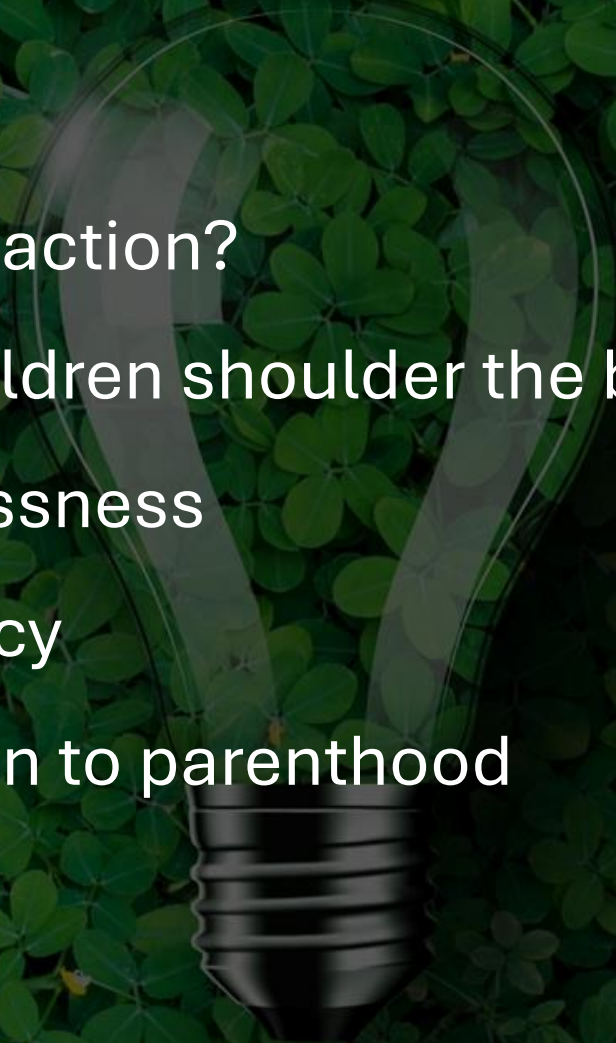 action?
ldren shoulder the b
ssness
cy
n to parenthood